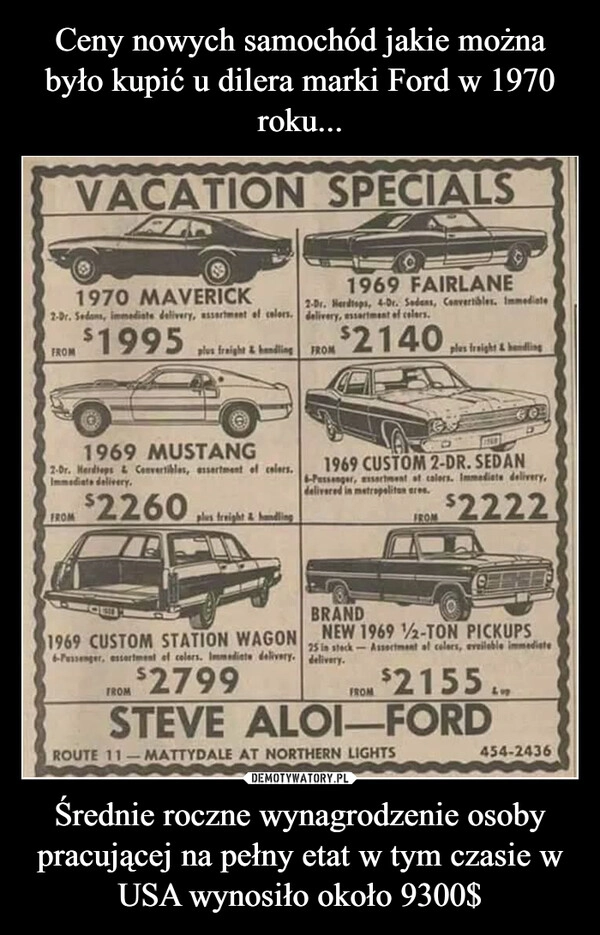 Ceny nowych samochód jakie można
było kupić u dilera marki Ford w 1970
roku...
VACATION SPECIALS
1970 MAVERICK
2-Dr. Sedans, immediate delivery, assortment of colors.
FROM $1995 plus freight & handling
1969 FAIRLANE
2-Dr. Hardtops, 4-Dr. Sedans, Convertibles. Immediate
delivery, assortment of colors.
FROM $2140 plus freight & handling
1969 MUSTANG
2-Dr. Hardtops & Convertibles, assortment of colors.
Immediate delivery.
FROM $2260 plus freight & handling
1969
1969 CUSTOM 2-DR. SEDAN
6-Passenger, assortment of colors. Immediate delivery,
delivered in metropolitan area.
FROM $2222
1969 CUSTOM STATION WAGON
6-Passenger, assortment of colors. Immediate delivery.
FROM $2799
BRAND
NEW 1969 1/2-TON PICKUPS
25 in stock — Assortment of colors, available immediate
delivery.
FROM $2155 & up
STEVE ALOI—FORD
ROUTE 11 — MATTYDALE AT NORTHERN LIGHTS 454-2436
DEMOTYWATORY.PL
Średnie roczne wynagrodzenie osoby
pracującej na pełny etat w tym czasie w
USA wynosiło około 9300$